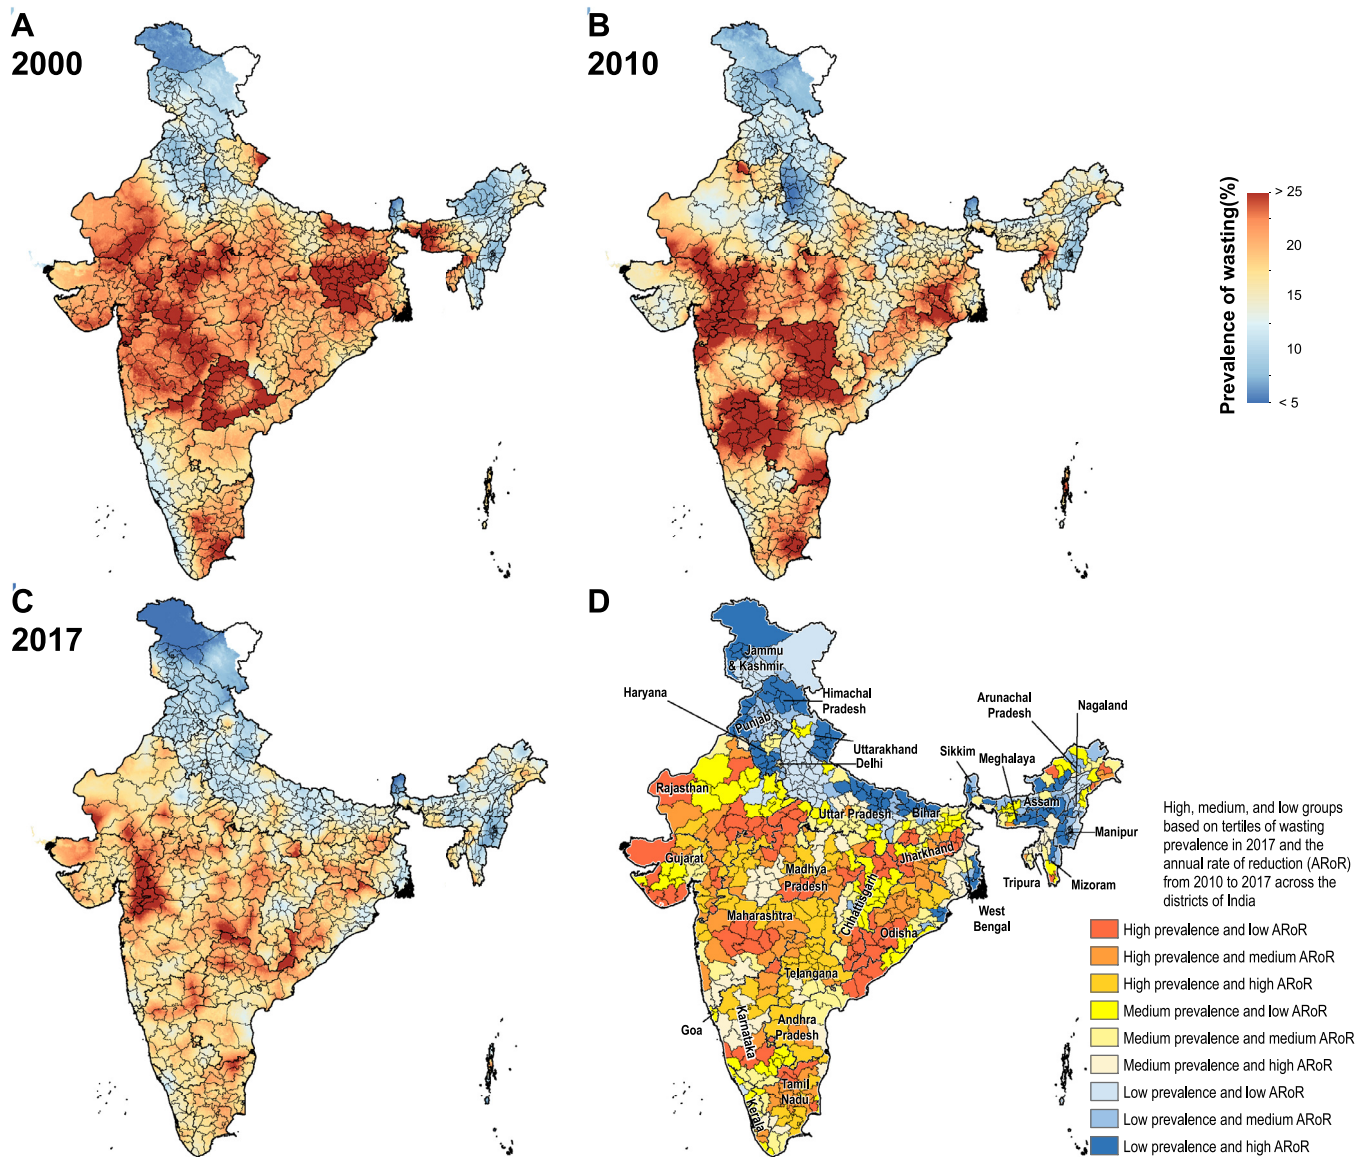 A
2000
B
2010
Prevalence of wasting(%)
> 25
20
15
10
< 5
C
2017
D
Jammu
& Kashmir
Haryana
Himachal
Pradesh
Punjab
Uttarakhand
Delhi
Arunachal
Pradesh
Nagaland
Sikkim
Meghalaya
Rajasthan
Uttar Pradesh
Bihar
Assam
Manipur
Gujarat
Madhya
Pradesh
Jharkhand
Tripura
Mizoram
Chhattisgarh
West
Bengal
Maharashtra
Odisha
Telangana
Goa
Karnataka
Andhra
Pradesh
Tamil
Nadu
Kerala
High, medium, and low groups
based on tertiles of wasting
prevalence in 2017 and the
annual rate of reduction (ARoR)
from 2010 to 2017 across the
districts of India
High prevalence and low ARoR
High prevalence and medium ARoR
High prevalence and high ARoR
Medium prevalence and low ARoR
Medium prevalence and medium ARoR
Medium prevalence and high ARoR
Low prevalence and low ARoR
Low prevalence and medium ARoR
Low prevalence and high ARoR